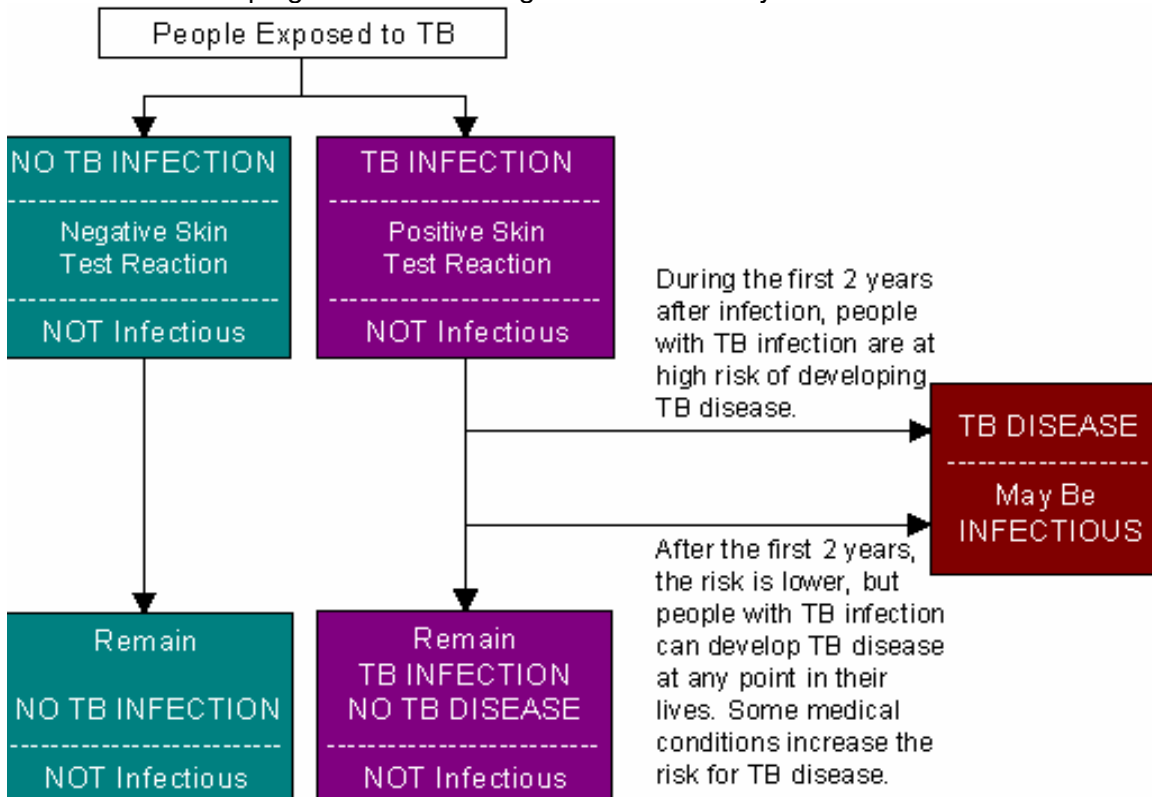 People Exposed to TB
NO TB INFECTION
Negative Skin
Test Reaction
NOT Infectious
TB INFECTION
Positive Skin
Test Reaction
NOT Infectious
During the first 2 years
after infection, people
with TB infection are at
high risk of developing
TB disease.
TB DISEASE
May Be
INFECTIOUS
After the first 2 years,
the risk is lower, but
people with TB infection
can develop TB disease
at any point in their
lives. Some medical
conditions increase the
risk for TB disease.
Remain
NO TB INFECTION
NOT Infectious
Remain
TB INFECTION
NO TB DISEASE
NOT Infectious